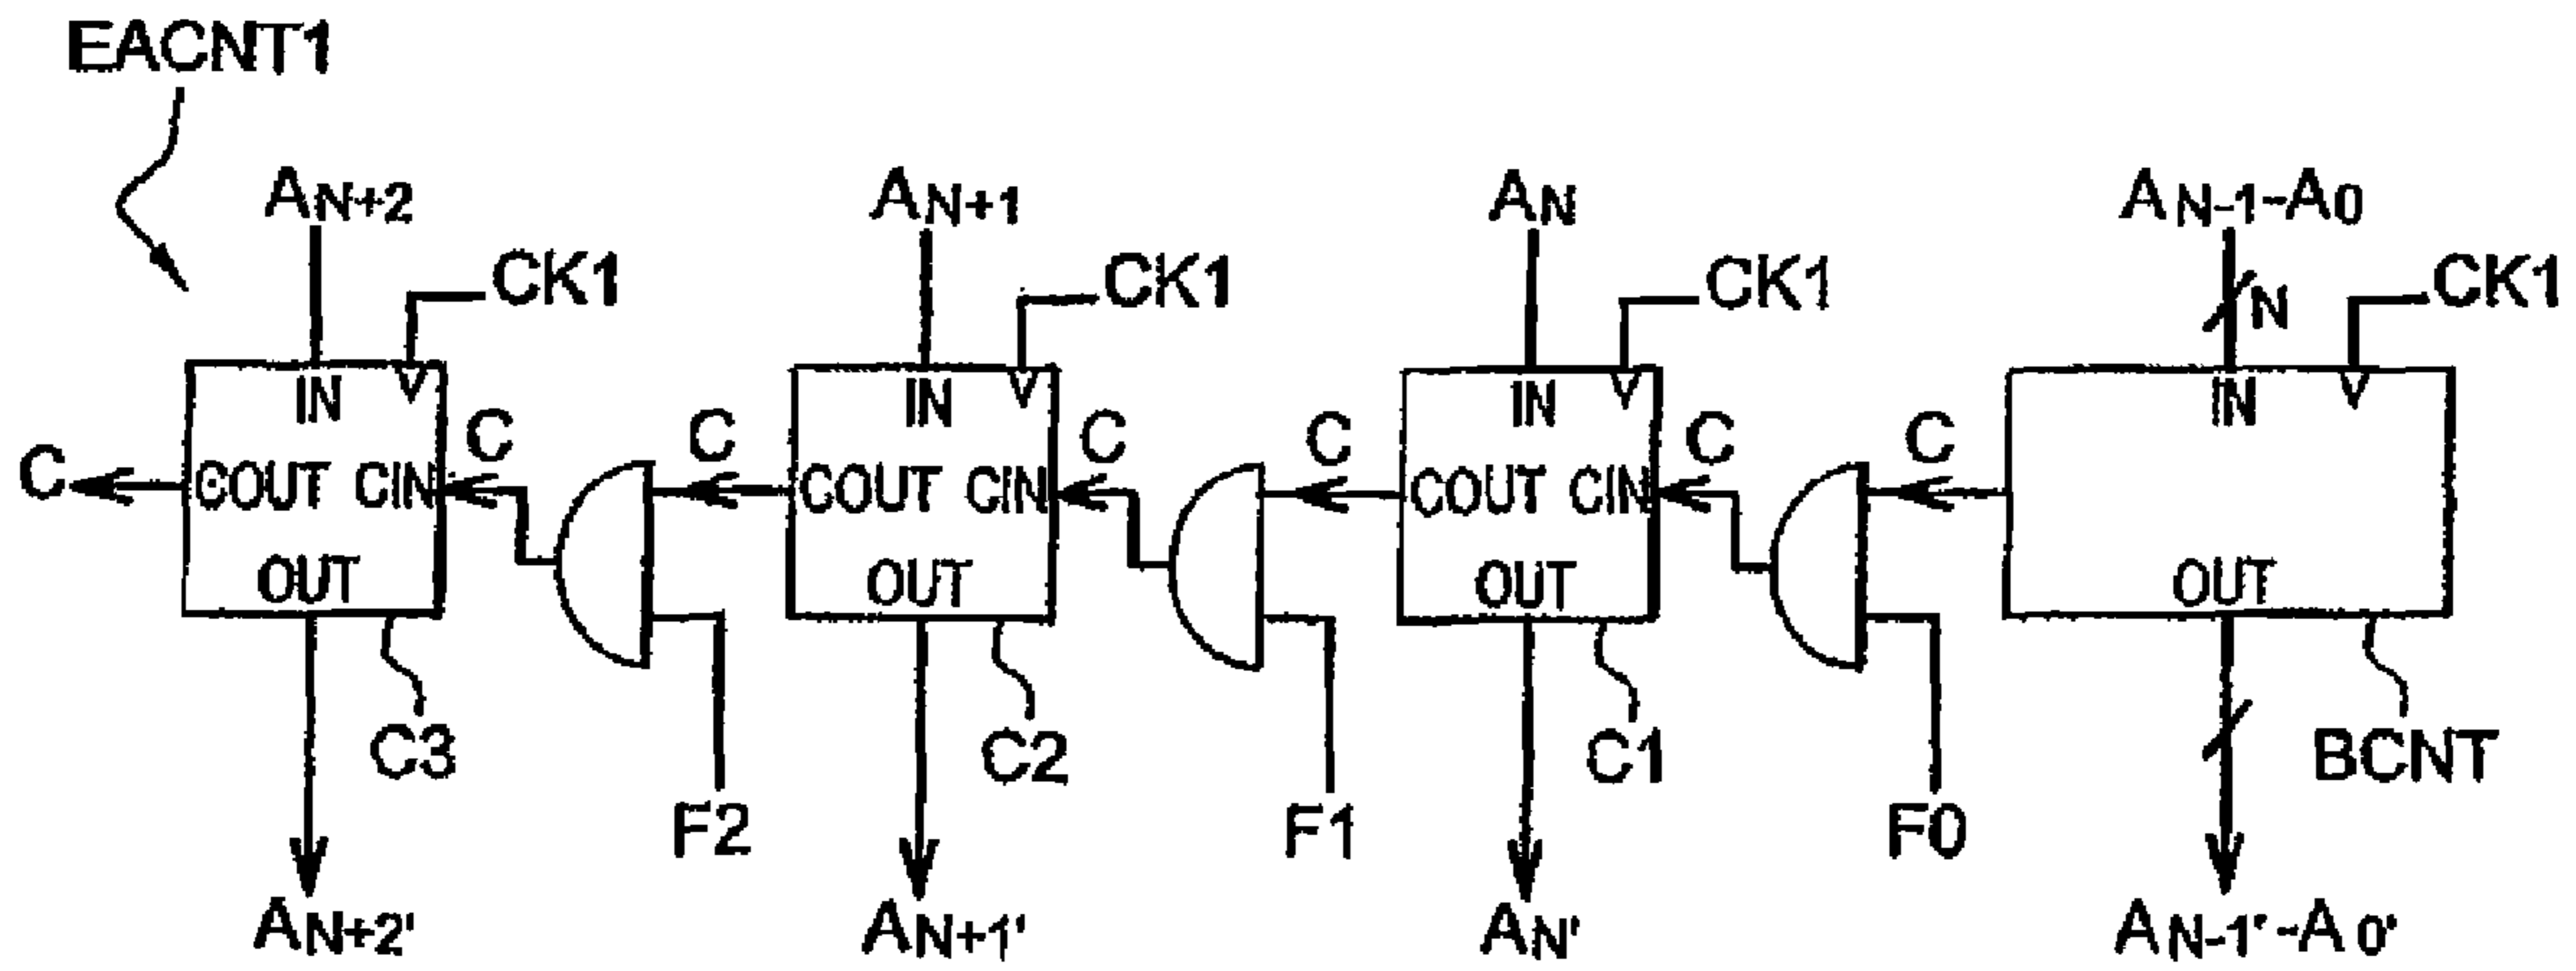 EACNT1
AN+2 AN+1 AN AN-1-A0
CK1 CK1 CK1 N CK1
IN IN IN IN
C C C C C C C
COUT CIN COUT CIN COUT CIN
OUT OUT OUT OUT
C3 C2 C1 BCNT
F2 F1 F0
AN+2' AN+1' AN' AN-1'-A0'